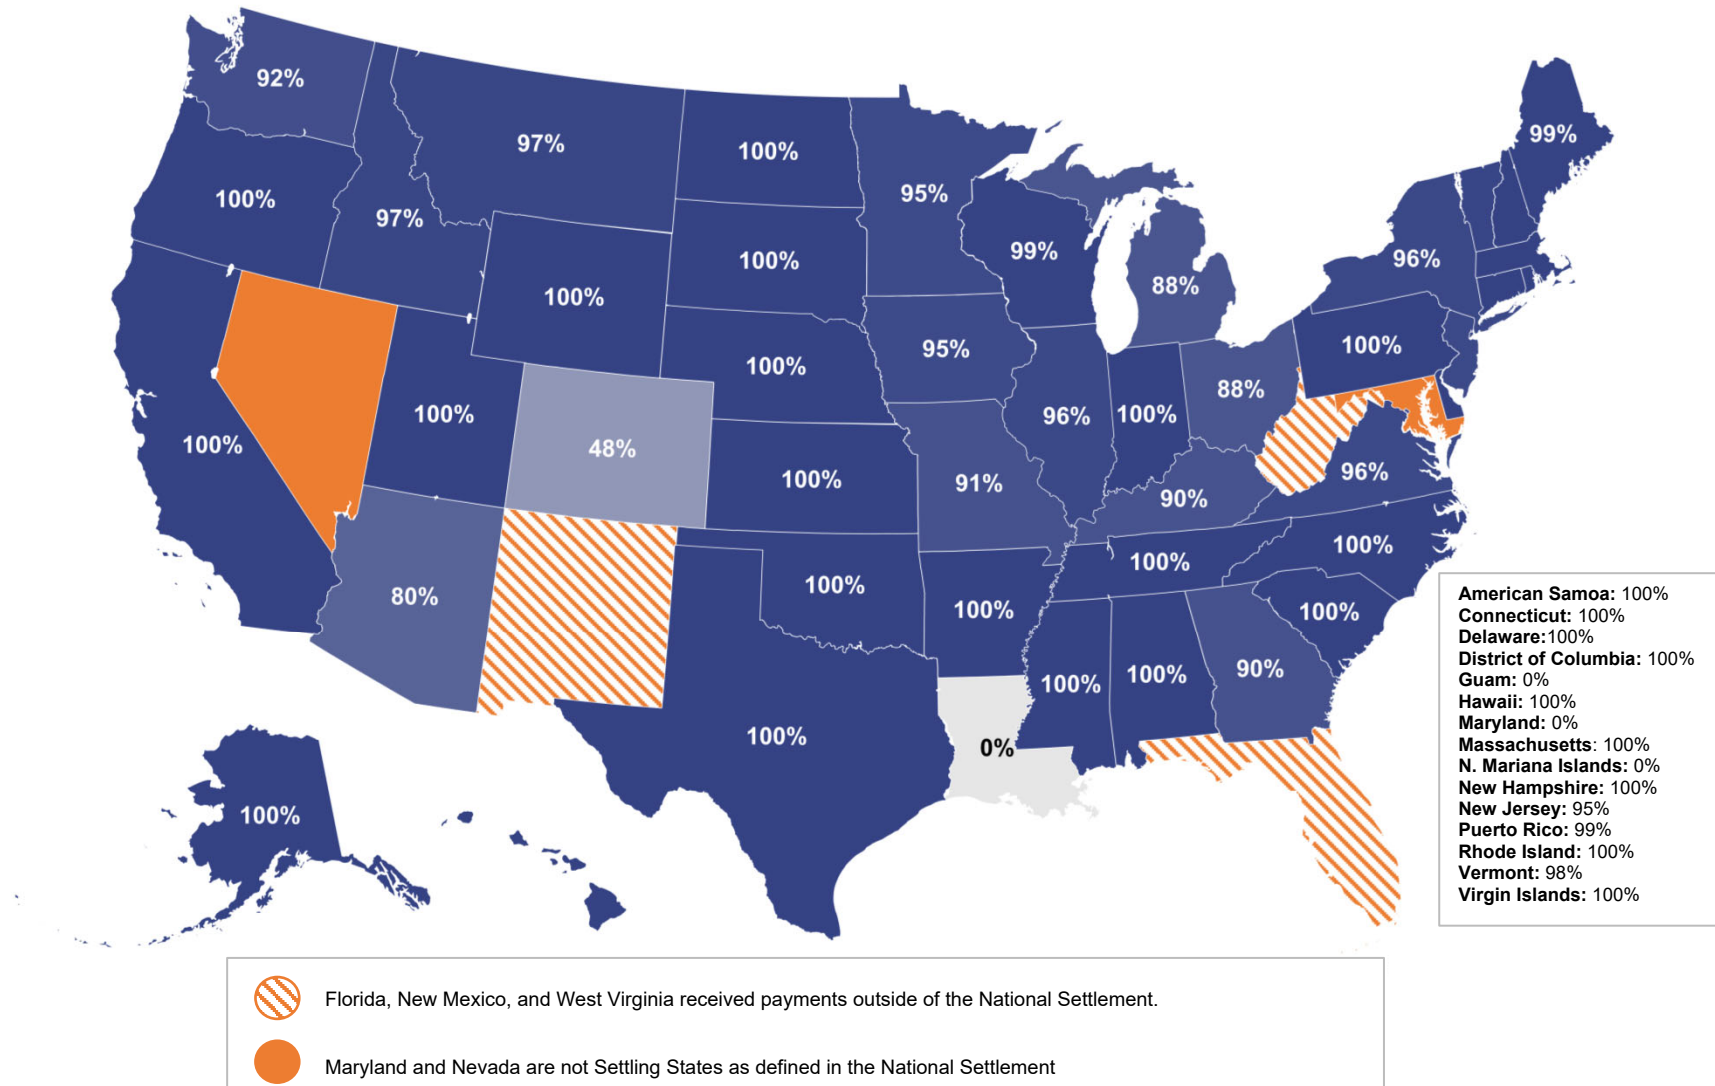 92%
97%
100%
99%
100%
97%
95%
100%
99%
96%
88%
100%
100%
95%
100%
100%
88%
100%
100%
48%
96%
100%
100%
91%
90%
96%
100%
80%
100%
100%
100%
100%
100%
100%
100%
100%
90%
100%
0%
100%
American Samoa: 100%
Connecticut: 100%
Delaware:100%
District of Columbia: 100%
Guam: 0%
Hawaii: 100%
Maryland: 0%
Massachusetts: 100%
N. Mariana Islands: 0%
New Hampshire: 100%
New Jersey: 95%
Puerto Rico: 99%
Rhode Island: 100%
Vermont: 98%
Virgin Islands: 100%
Florida, New Mexico, and West Virginia received payments outside of the National Settlement.
Maryland and Nevada are not Settling States as defined in the National Settlement